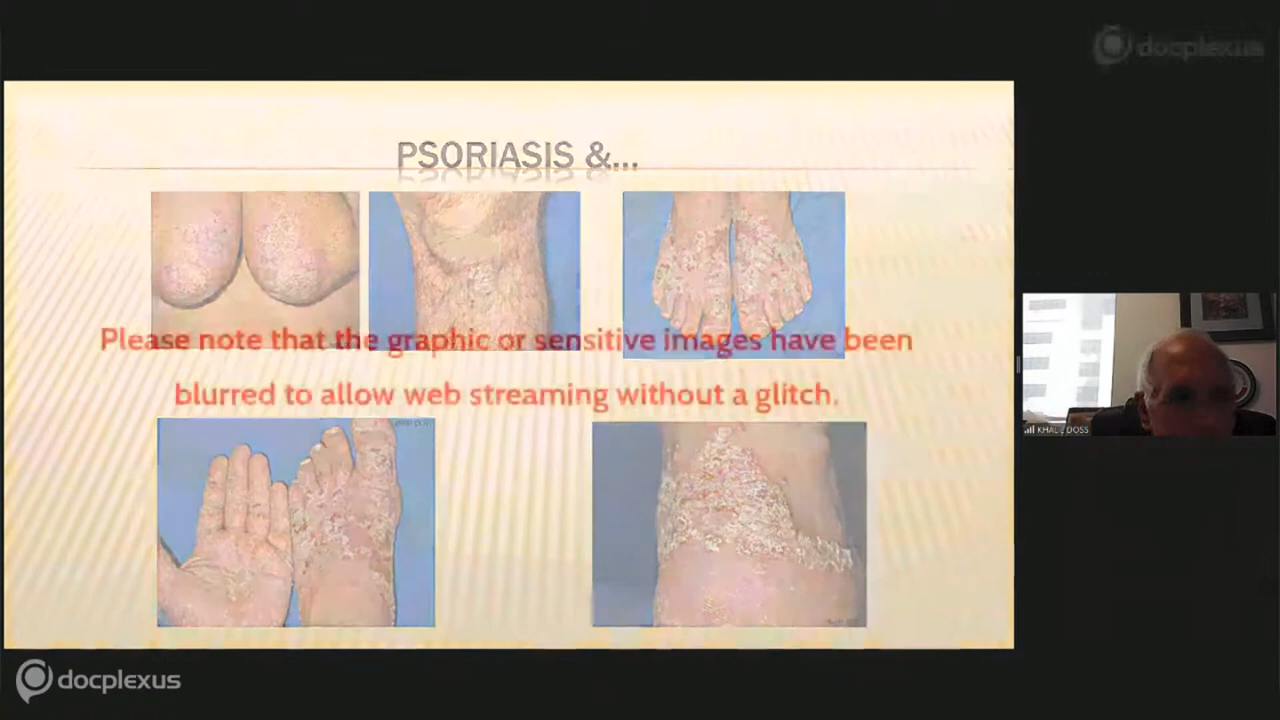 docplexus
PSORIASIS &...
Please note that the graphic or sensitive images have been
blurred to allow web streaming without a glitch.
docplexus